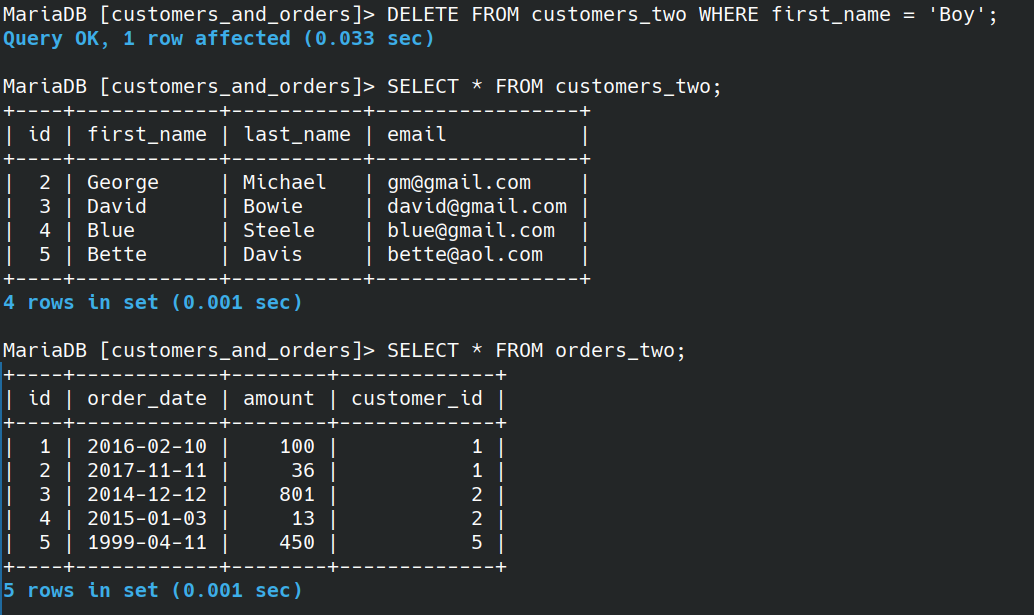 MariaDB [customers_and_orders]> DELETE FROM customers_two WHERE first_name = 'Boy';
Query OK, 1 row affected (0.033 sec)

MariaDB [customers_and_orders]> SELECT * FROM customers_two;
+----+------------+-----------+-----------------+
| id | first_name | last_name | email           |
+----+------------+-----------+-----------------+
|  2 | George     | Michael   | gm@gmail.com    |
|  3 | David      | Bowie     | david@gmail.com |
|  4 | Blue       | Steele    | blue@gmail.com  |
|  5 | Bette      | Davis     | bette@aol.com   |
+----+------------+-----------+-----------------+
4 rows in set (0.001 sec)

MariaDB [customers_and_orders]> SELECT * FROM orders_two;
+----+------------+--------+-------------+
| id | order_date | amount | customer_id |
+----+------------+--------+-------------+
|  1 | 2016-02-10 |    100 |           1 |
|  2 | 2017-11-11 |     36 |           1 |
|  3 | 2014-12-12 |    801 |           2 |
|  4 | 2015-01-03 |     13 |           2 |
|  5 | 1999-04-11 |    450 |           5 |
+----+------------+--------+-------------+
5 rows in set (0.001 sec)